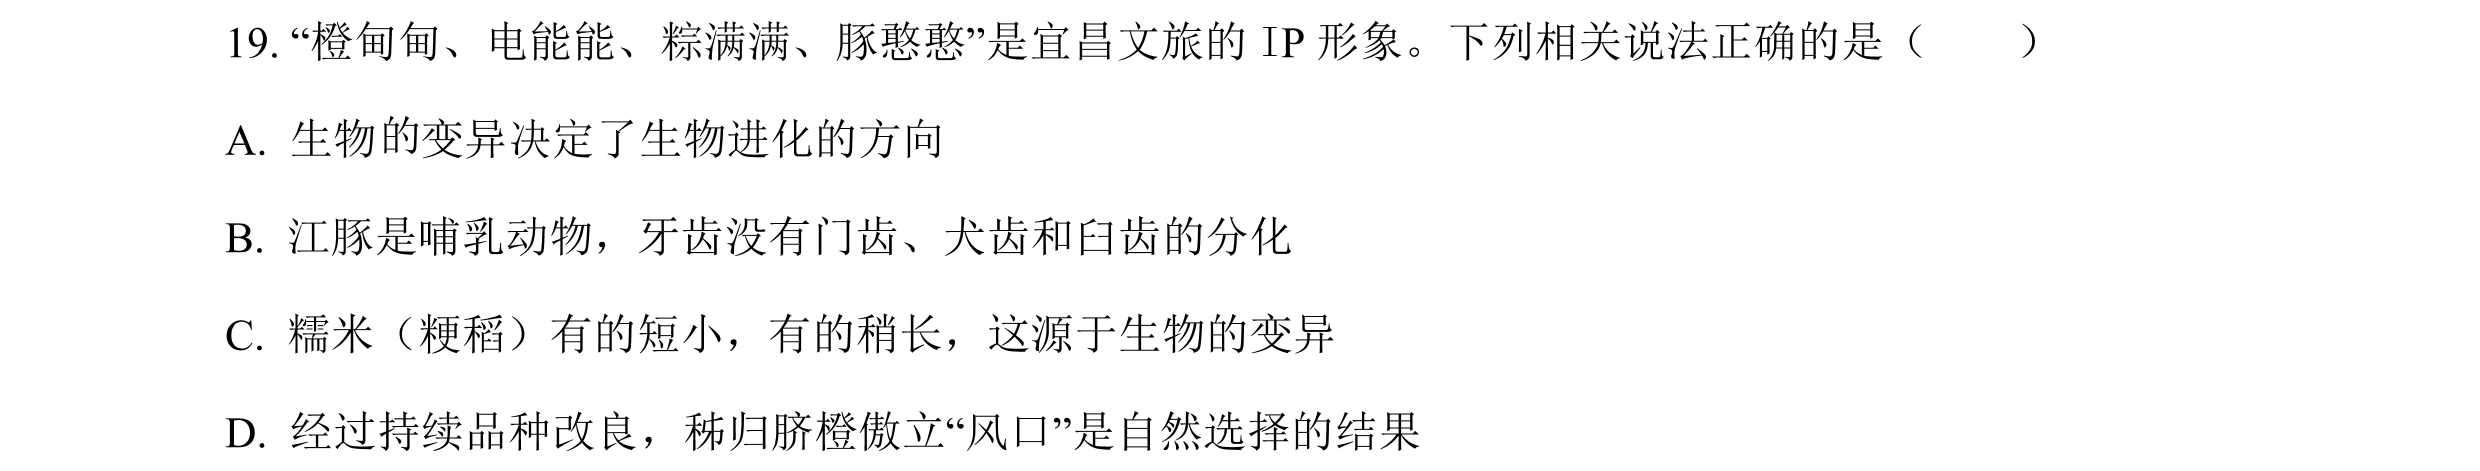 19. “橙甸甸、电能能、粽满满、豚憨憨”是宜昌文旅的 IP 形象。下列相关说法正确的是（　　）
A. 生物的变异决定了生物进化的方向
B. 江豚是哺乳动物，牙齿没有门齿、犬齿和臼齿的分化
C. 糯米（粳稻）有的短小，有的稍长，这源于生物的变异
D. 经过持续品种改良，秭归脐橙傲立“风口”是自然选择的结果